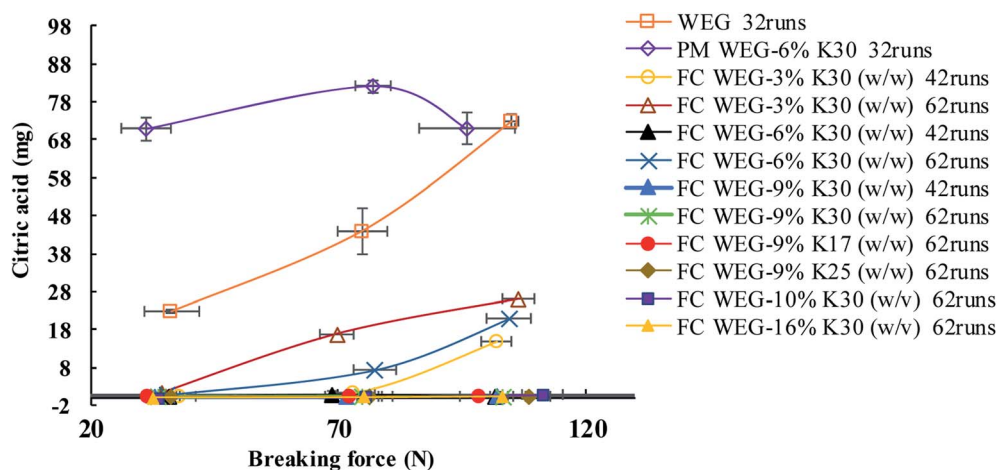 98
88
78
68
58
48
38
28
18
8
-2
Citric acid (mg)
20 70 120
Breaking force (N)
WEG 32runs
PM WEG-6% K30 32runs
FC WEG-3% K30 (w/w) 42runs
FC WEG-3% K30 (w/w) 62runs
FC WEG-6% K30 (w/w) 42runs
FC WEG-6% K30 (w/w) 62runs
FC WEG-9% K30 (w/w) 42runs
FC WEG-9% K30 (w/w) 62runs
FC WEG-9% K17 (w/w) 62runs
FC WEG-9% K25 (w/w) 62runs
FC WEG-10% K30 (w/v) 62runs
FC WEG-16% K30 (w/v) 62runs